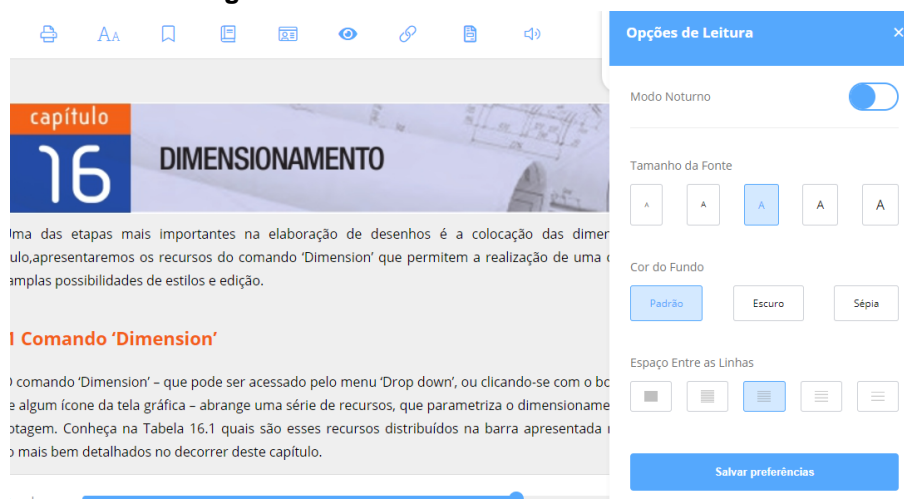 AA
Opções de Leitura
Modo Noturno
capítulo
16
DIMENSIONAMENTO
Tamanho da Fonte
A A A A A
Uma das etapas mais importantes na elaboração de desenhos é a colocação das dimen
ulo,apresentaremos os recursos do comando 'Dimension' que permitem a realização de uma
amplas possibilidades de estilos e edição.
Cor do Fundo
Padrão Escuro Sépia
1 Comando 'Dimension'
Espaço Entre as Linhas
O comando 'Dimension' – que pode ser acessado pelo menu 'Drop down', ou clicando-se com o
e algum ícone da tela gráfica – abrange uma série de recursos, que parametriza o dimensioname
otagem. Conheça na Tabela 16.1 quais são esses recursos distribuídos na barra apresentada
o mais bem detalhados no decorrer deste capítulo.
Salvar preferências